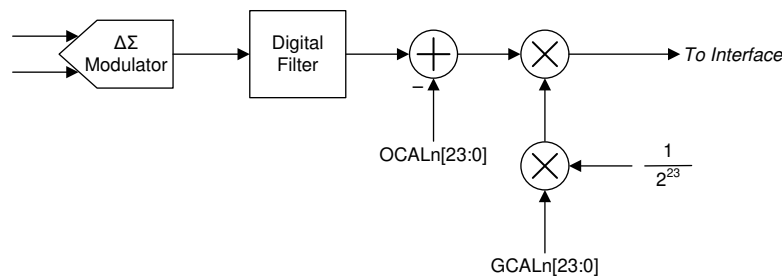 ΔΣ
Modulator
Digital
Filter
To Interface
−
OCALn[23:0]
1
2²³
GCALn[23:0]